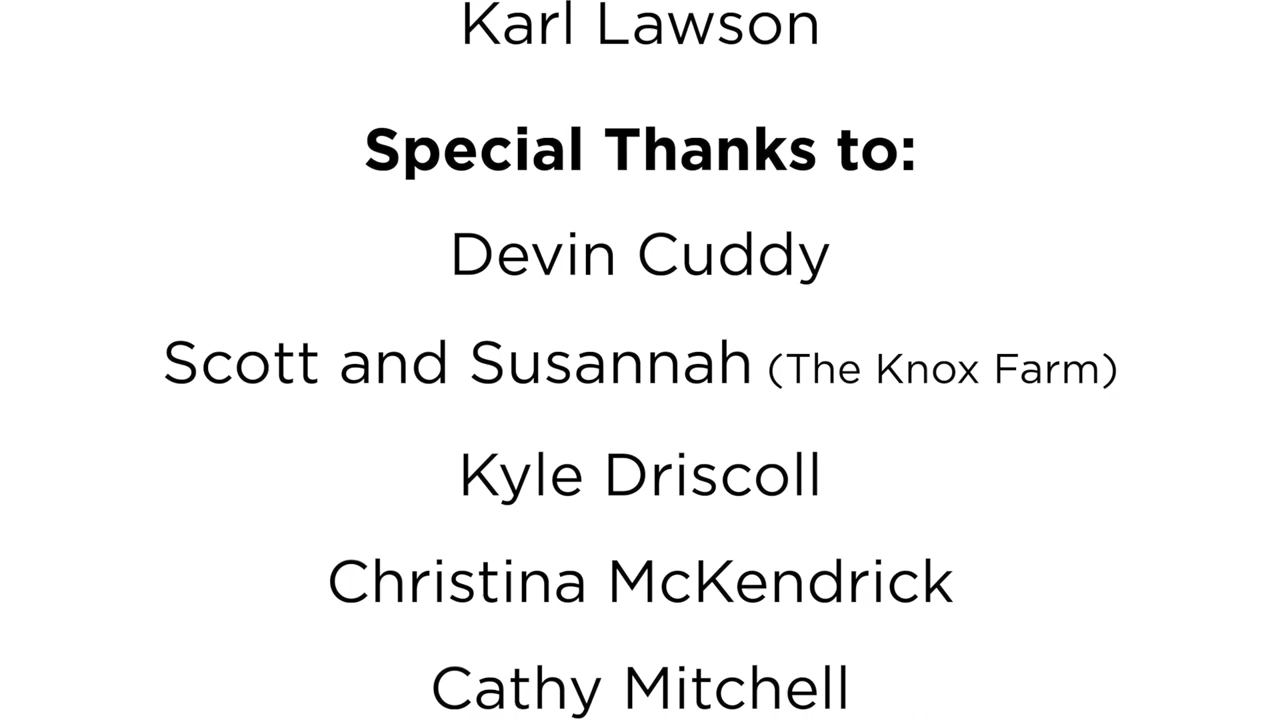 Karl Lawson
Special Thanks to:
Devin Cuddy
Scott and Susannah (The Knox Farm)
Kyle Driscoll
Christina McKendrick
Cathy Mitchell